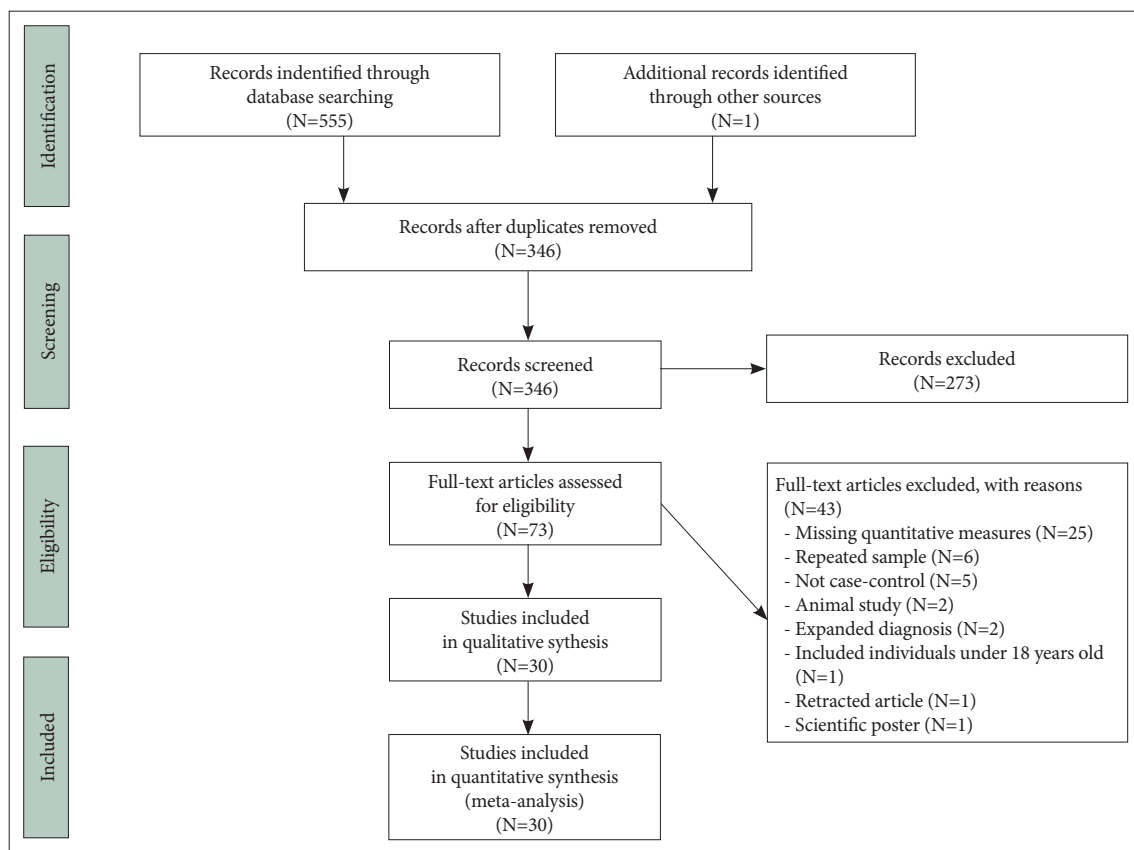 Identification
Records indentified through
database searching
(N=555)
Additional records identified
through other sources
(N=1)
Records after duplicates removed
(N=346)
Screening
Records screened
(N=346)
Records excluded
(N=273)
Eligibility
Full-text articles assessed
for eligibility
(N=73)
Full-text articles excluded, with reasons
(N=43)
- Missing quantitative measures (N=25)
- Repeated sample (N=6)
- Not case-control (N=5)
- Animal study (N=2)
- Expanded diagnosis (N=2)
- Included individuals under 18 years old
(N=1)
- Retracted article (N=1)
- Scientific poster (N=1)
Studies included
in qualitative sythesis
(N=30)
Included
Studies included
in quantitative synthesis
(meta-analysis)
(N=30)